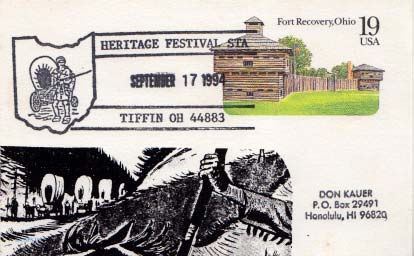 Fort Recovery, Ohio 19
USA
HERITAGE FESTIVAL STA
SEPTEMBER 17 1994
TIFFIN OH 44883
DON KAUER
P.O. Box 29491
Honolulu, HI 96820